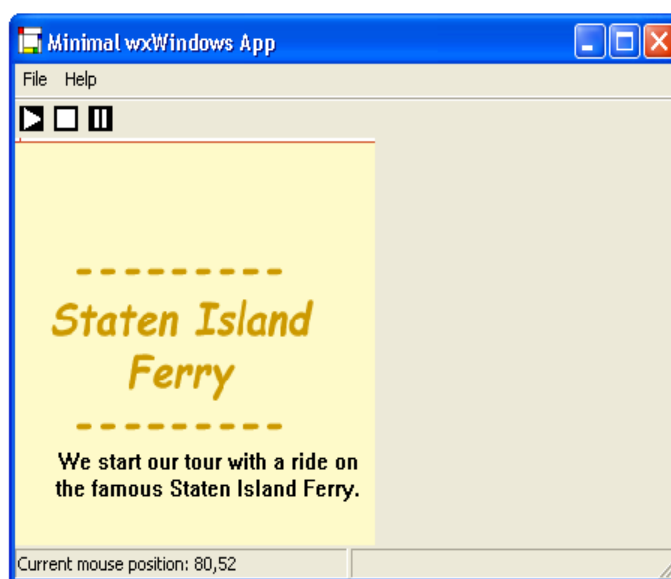 Minimal wxWindows App
File Help
---------
Staten Island
Ferry
---------
We start our tour with a ride on
the famous Staten Island Ferry.
Current mouse position: 80,52